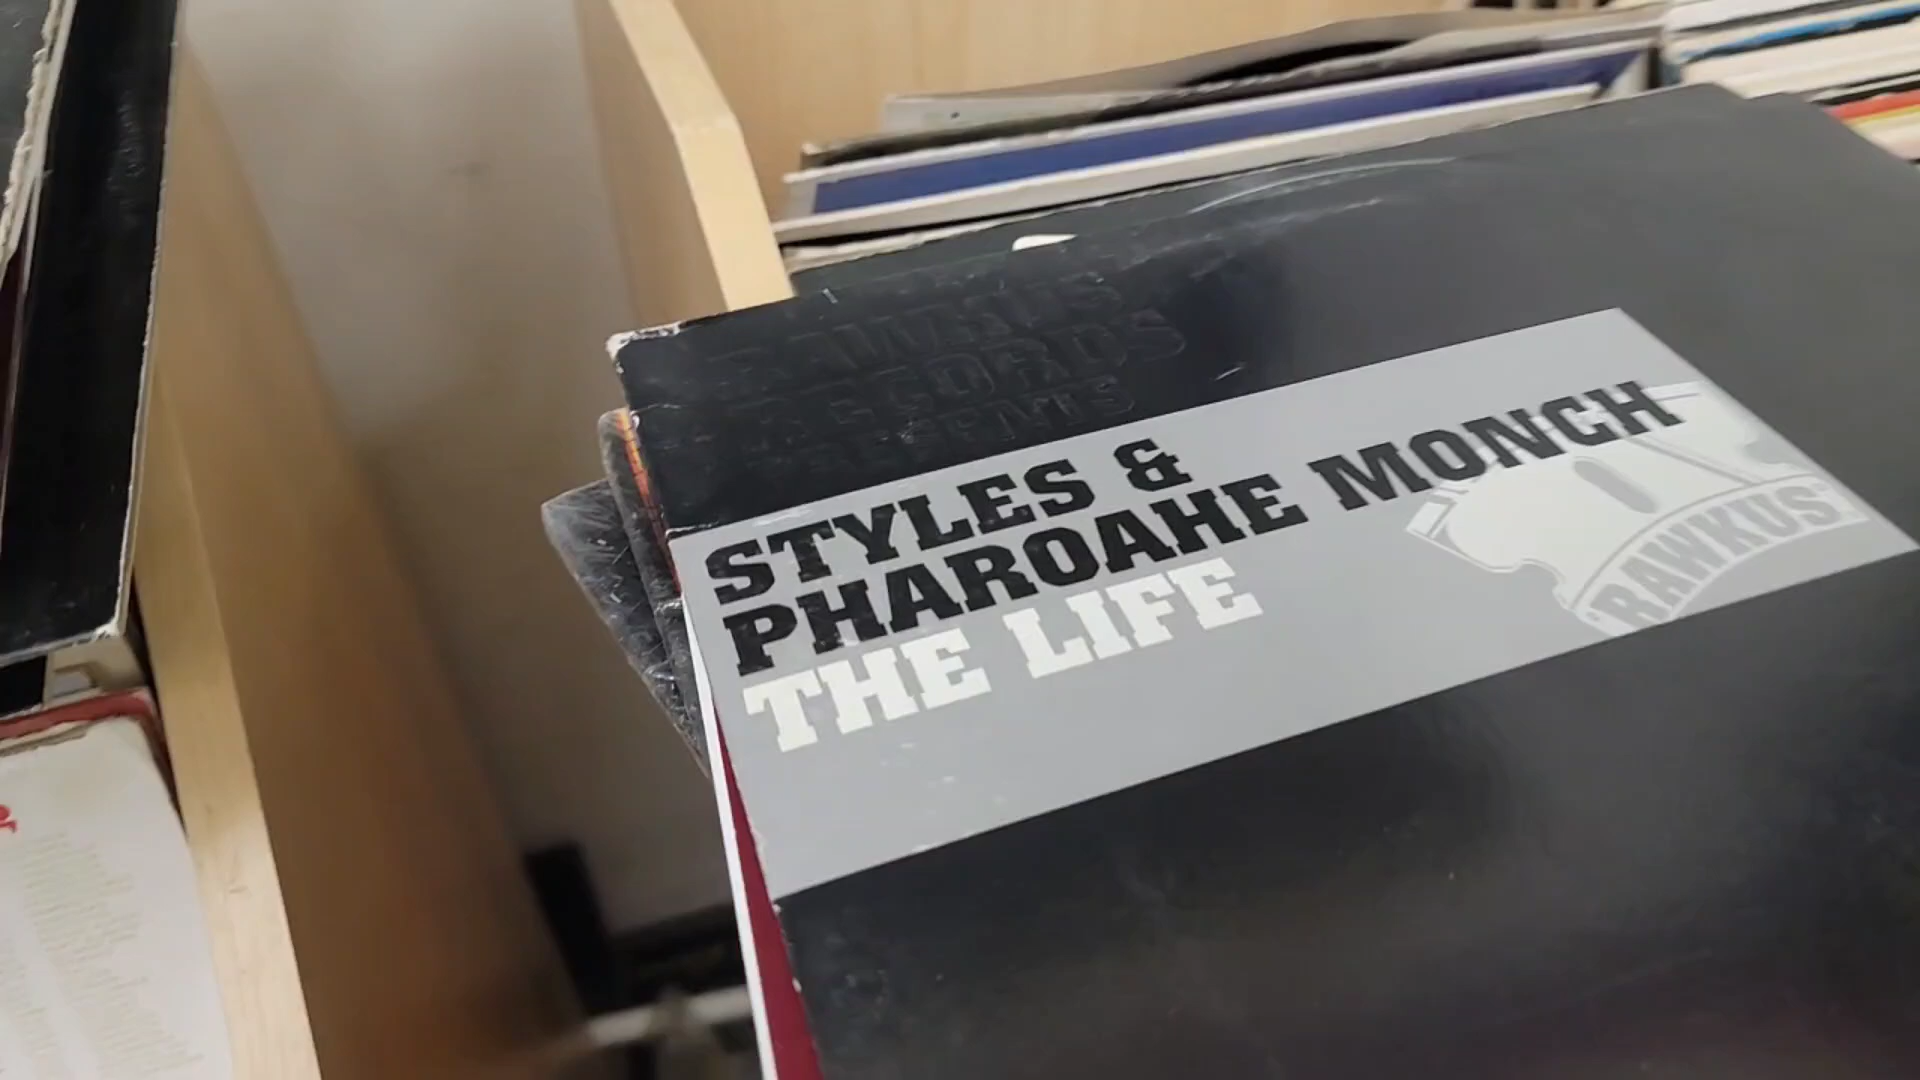 RAWKUS
RECORDS
PRESENTS
STYLES &
PHAROAHE MONCH
THE LIFE
RAWKUS